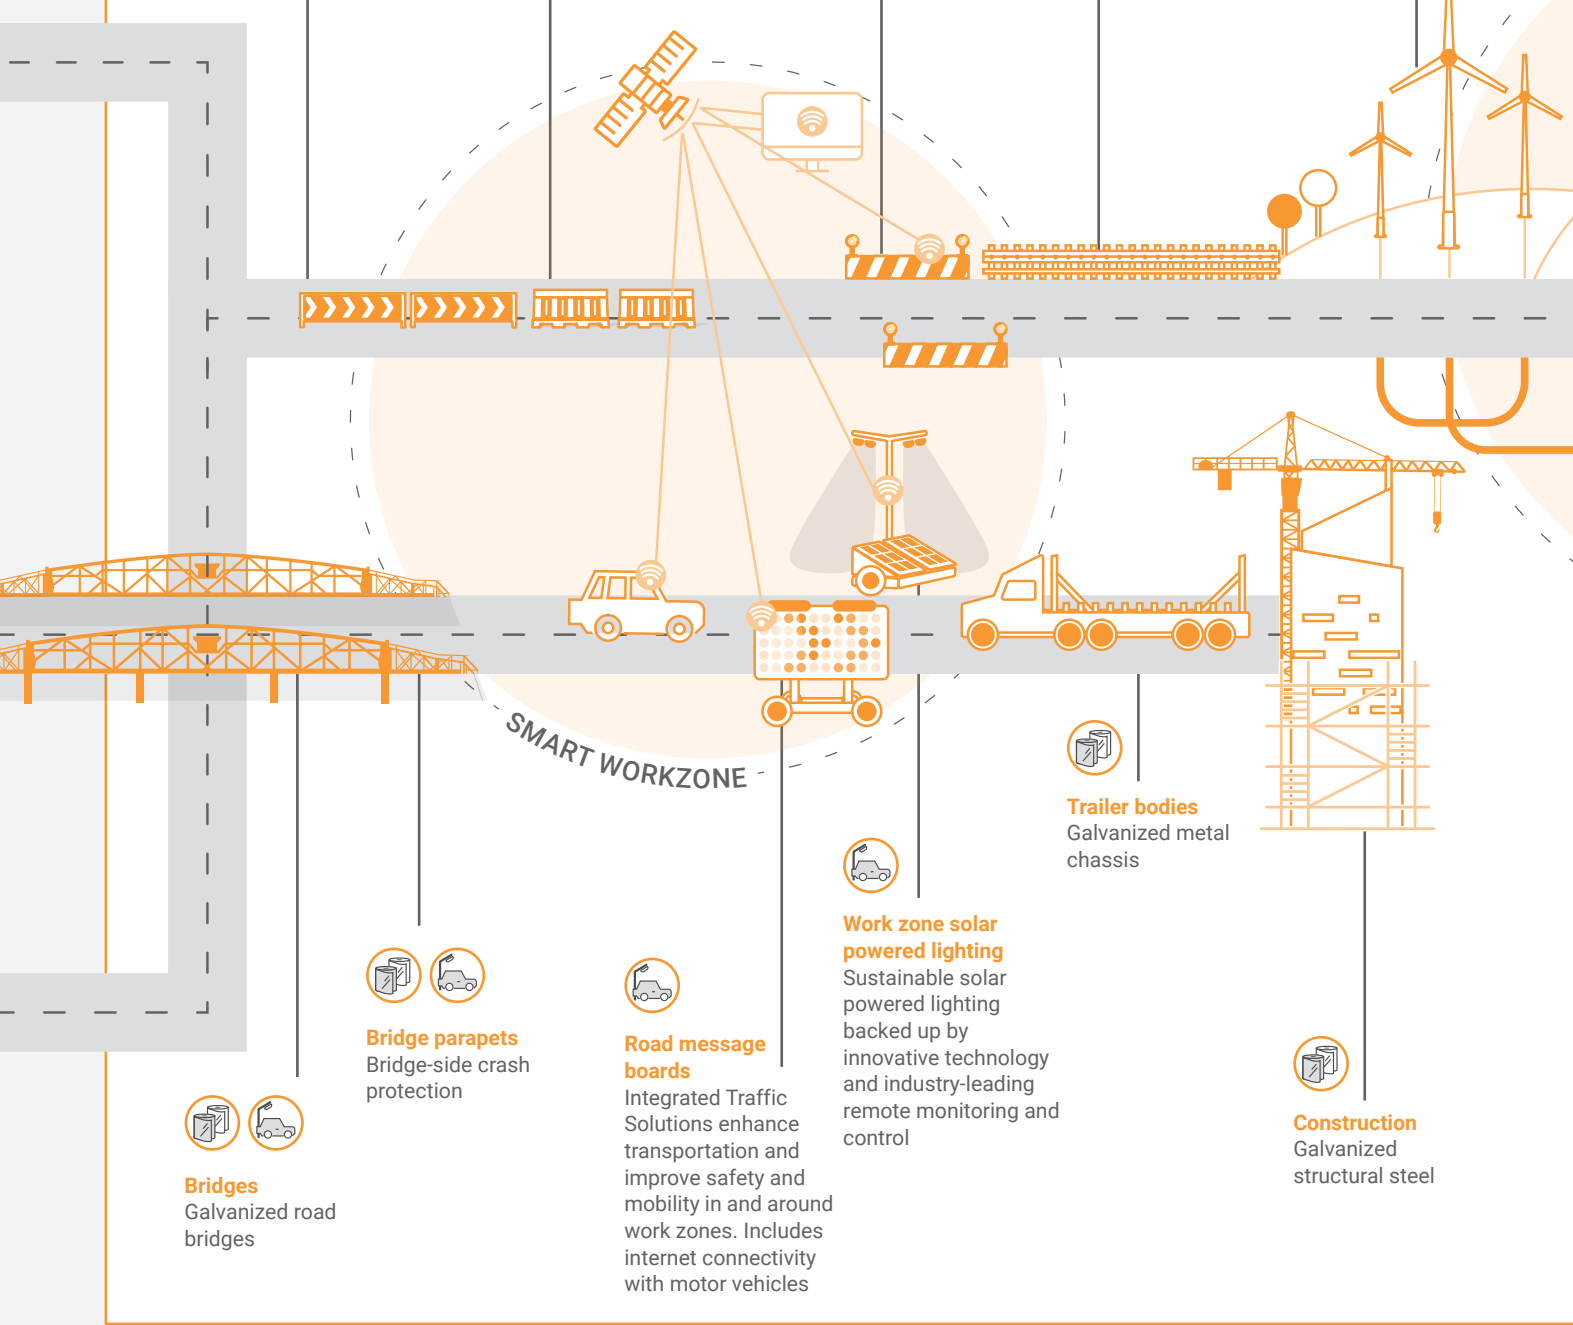 SMART WORKZONE
Trailer bodies
Galvanized metal
chassis
Work zone solar
powered lighting
Sustainable solar
powered lighting
backed up by
innovative technology
and industry-leading
remote monitoring and
control
Bridge parapets
Bridge-side crash
protection
Road message
boards
Integrated Traffic
Solutions enhance
transportation and
improve safety and
mobility in and around
work zones. Includes
internet connectivity
with motor vehicles
Construction
Galvanized
structural steel
Bridges
Galvanized road
bridges